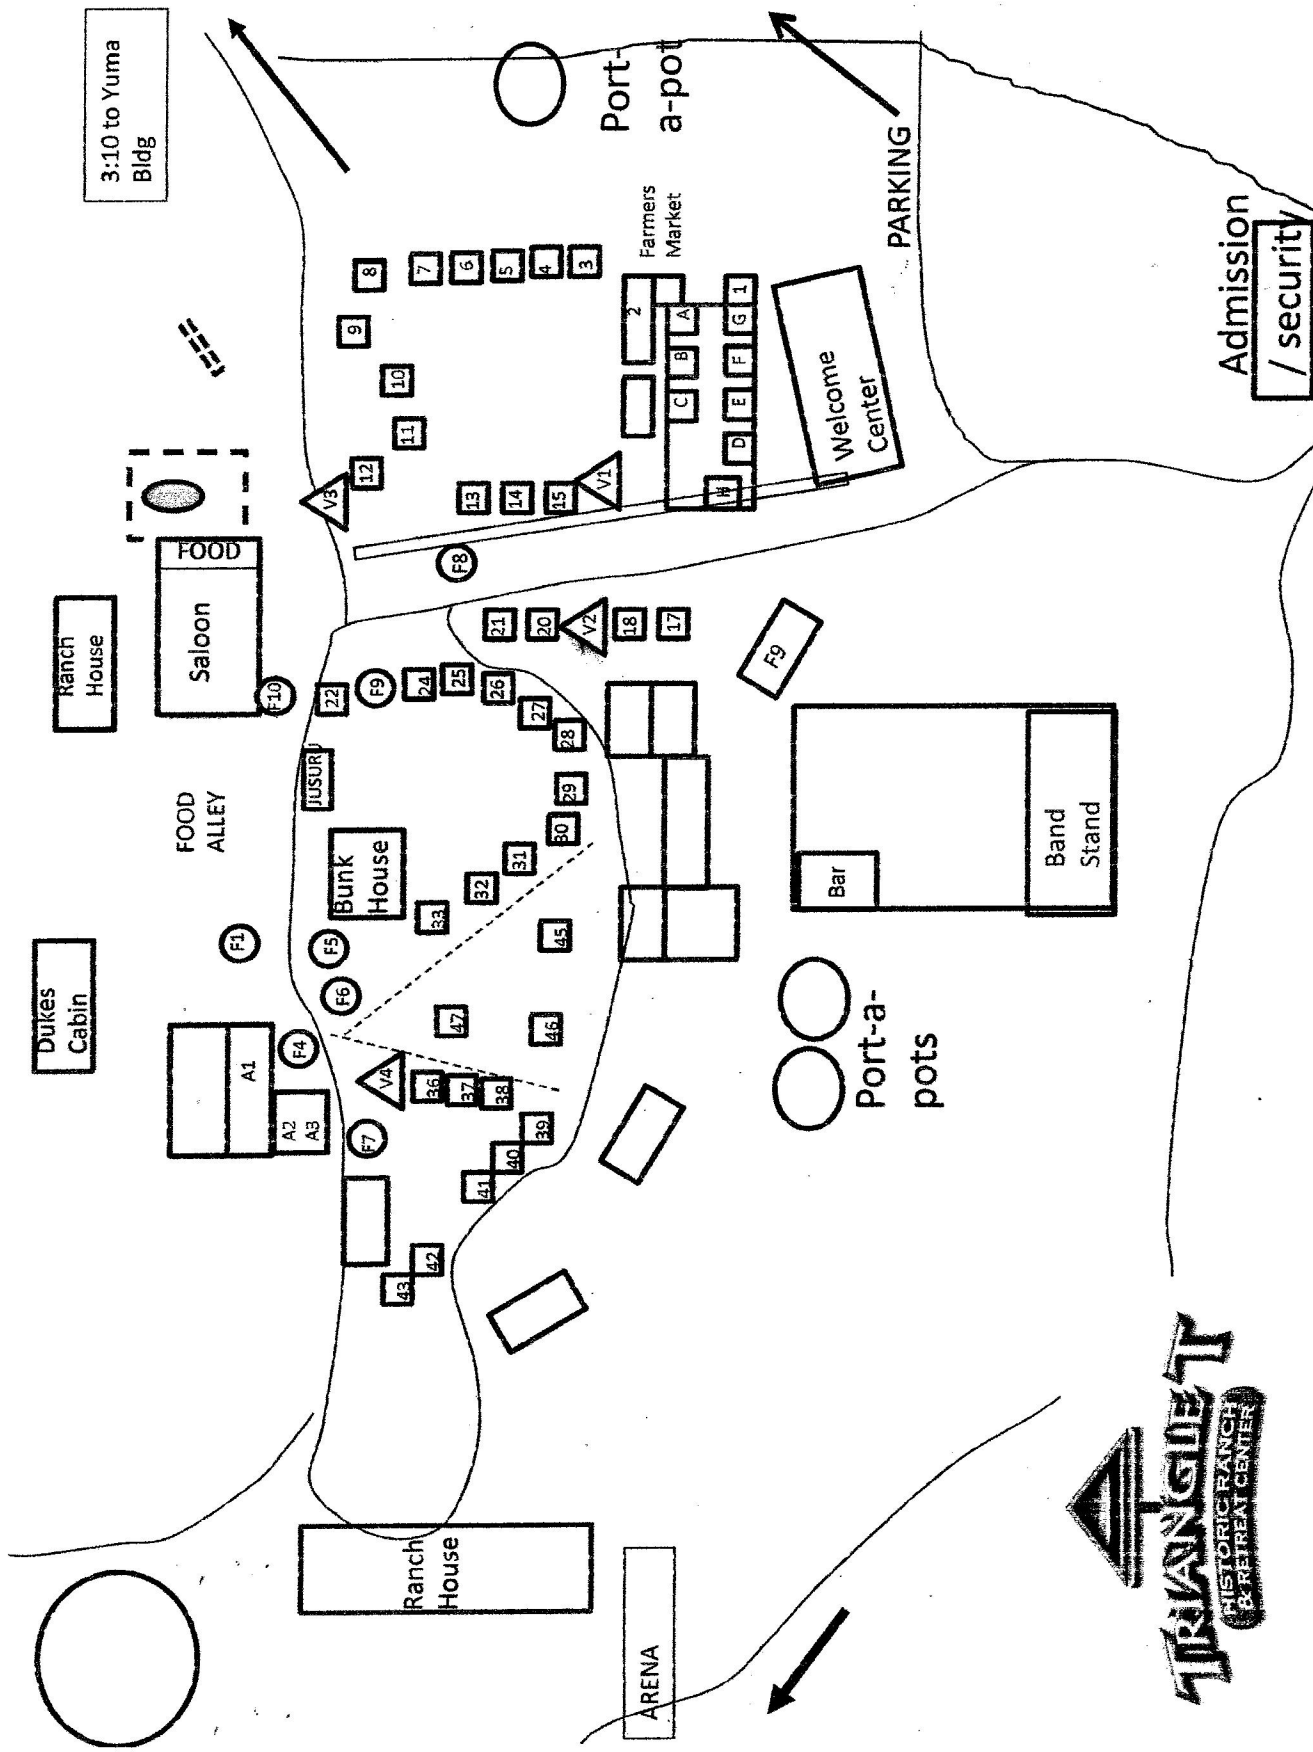 Dukes
Cabin
Ranch
House
3:10 to Yuma
Bldg
FOOD
ALLEY
Saloon
FOOD
A1
A2
A3
F1
F4
F5
F6
F7
F10
F9
F8
Bunk
House
JUSURU
V4
V3
V1
V2
22
24
25
26
27
28
29
30
31
32
33
36
37
38
39
40
41
42
43
45
46
47
21
20
18
17
13
14
15
12
11
10
9
8
7
6
5
4
3
2
1
A
B
C
D
E
F
G
H
Farmers
Market
Port-
a-pot
Welcome
Center
PARKING
Admission
/ security
F9
Bar
Band
Stand
Port-a-
pots
Ranch
House
ARENA
TRIANGLE T
HISTORIC RANCH
& RETREAT CENTER